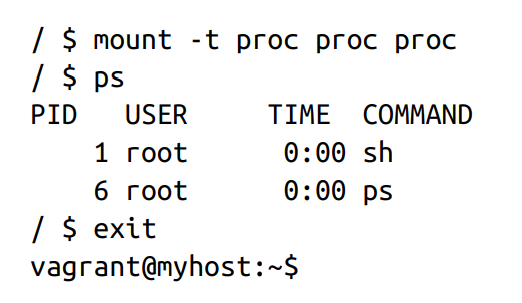 / $ mount -t proc proc proc
/ $ ps
PID   USER     TIME  COMMAND
    1 root      0:00 sh
    6 root      0:00 ps
/ $ exit
vagrant@myhost:~$